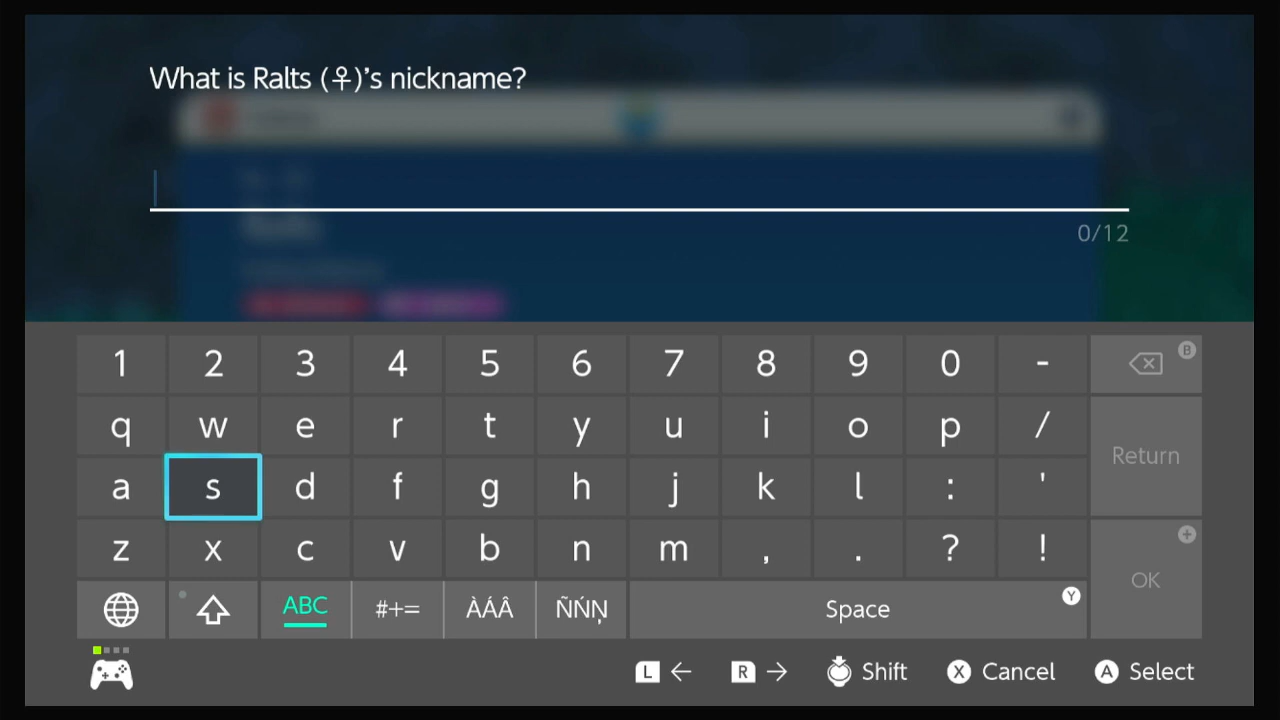 What is Ralts (♀)'s nickname?
0/12
1 2 3 4 5 6 7 8 9 0 - B
q w e r t y u i o p / Return
a s d f g h j k l : '
z x c v b n m , . ? ! + OK
ABC #+= ÀÁÂ ÑŃŅ Space Y
L ← R → Shift X Cancel A Select